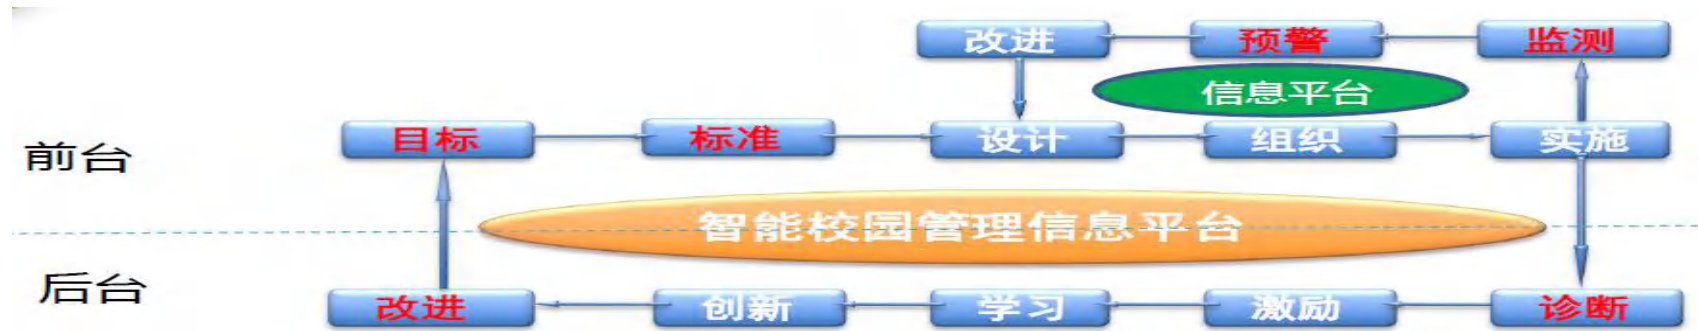 改进 预警 监测
信息平台
目标 标准 设计 组织 实施
前台
智能校园管理信息平台
后台
改进 创新 学习 激励 诊断